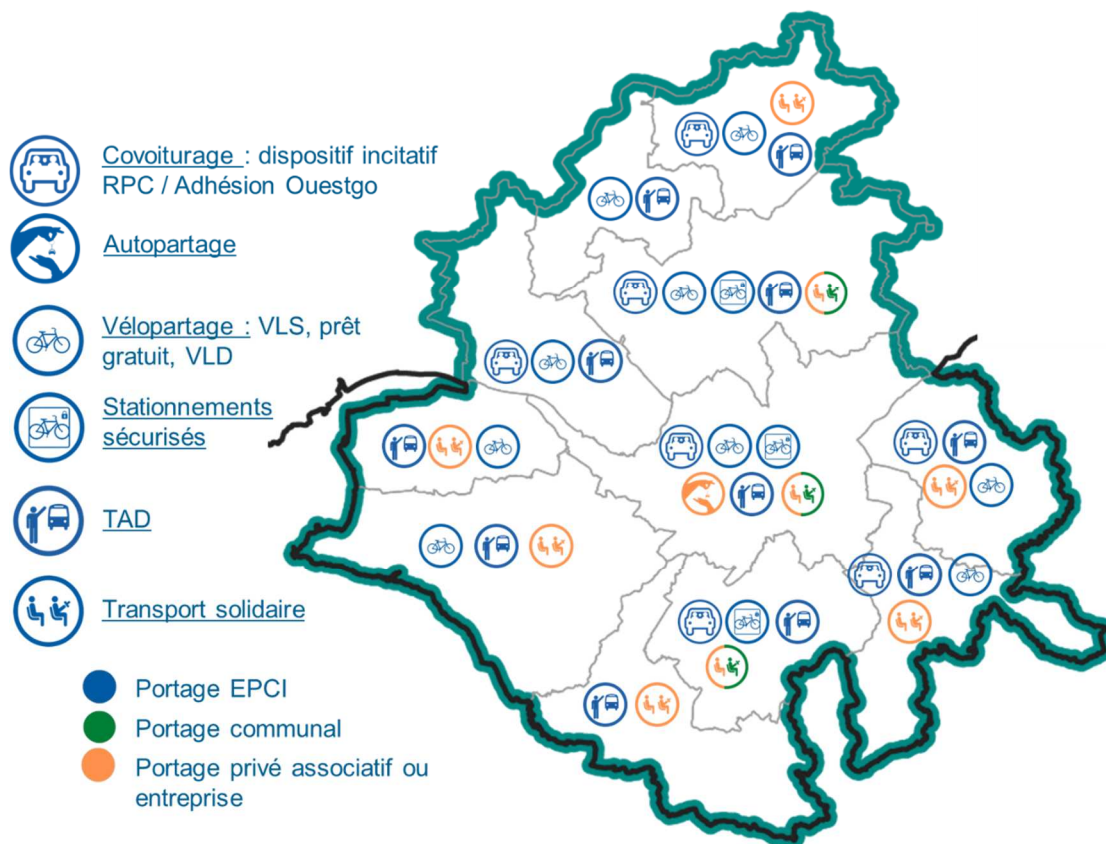 Covoiturage : dispositif incitatif
RPC / Adhésion Ouestgo
Autopartage
Vélopartage : VLS, prêt
gratuit, VLD
Stationnements
sécurisés
TAD
Transport solidaire
Portage EPCI
Portage communal
Portage privé associatif ou
entreprise